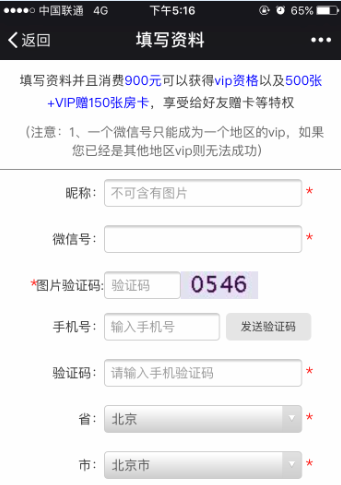 中国联通 4G 下午5:16 65%
返回 填写资料
填写资料并且消费900元可以获得vip资格以及500张
+VIP赠150张房卡，享受给好友赠卡等特权
（注意：1、一个微信号只能成为一个地区的vip，如果
您已经是其他地区vip则无法成功）
昵称： 不可含有图片 *
微信号： *
*图片验证码: 验证码 0546
手机号： 输入手机号 发送验证码
验证码： 请输入手机验证码 *
省： 北京 *
市： 北京市 *